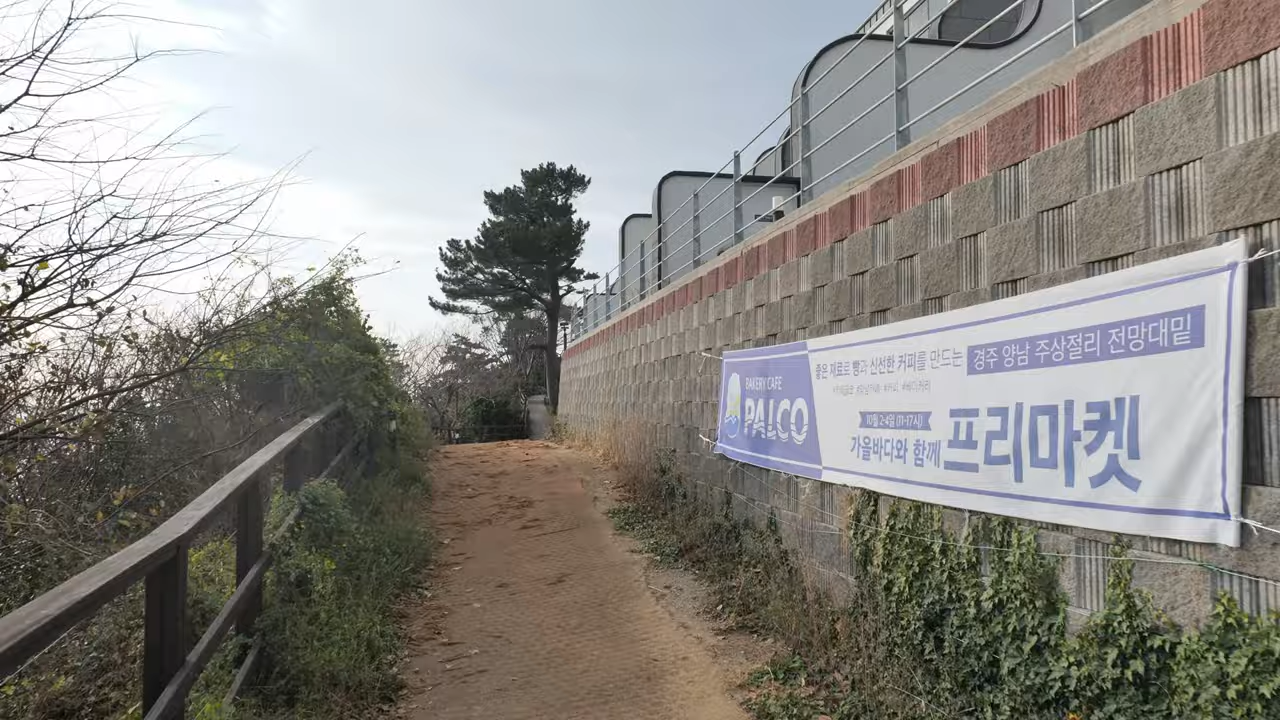 BAKERY CAFE
PALCO
좋은 재료로 빵과 신선한 커피를 만드는 경주 양남 주상절리 전망대밑
10월 2-4일 (11-17시)
가을바다와 함께 프리마켓